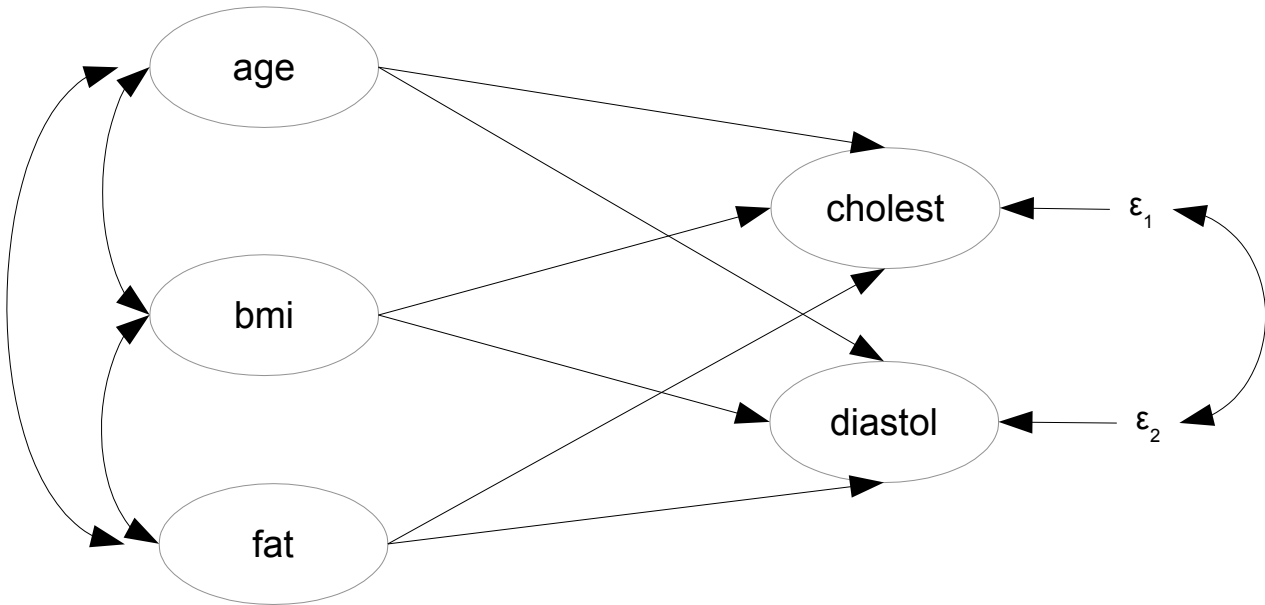 age
cholest
ε1
bmi
diastol
ε2
fat